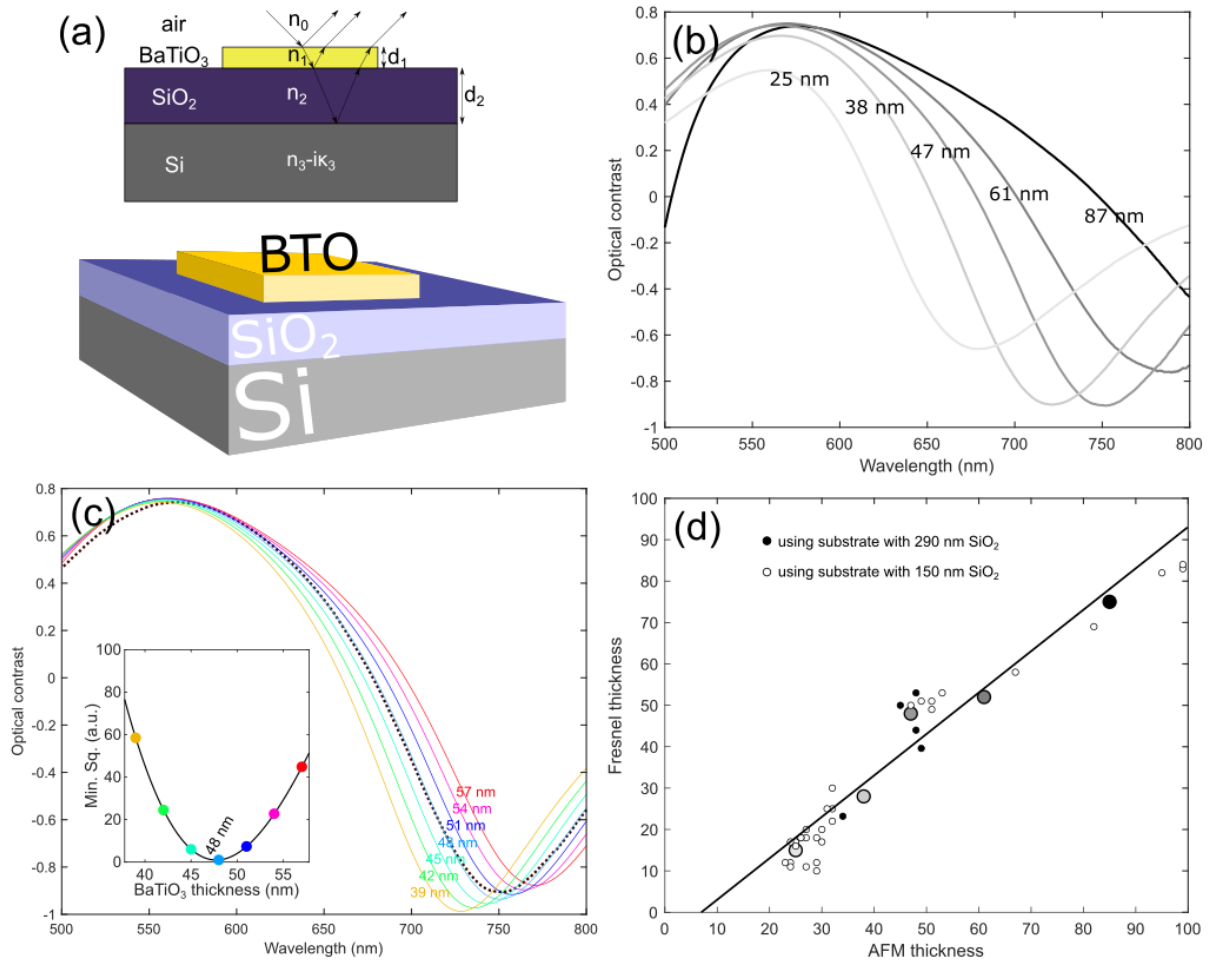 (a)
air
n0
BaTiO3
n1
d1
SiO2
n2
d2
Si
n3-iκ3
BTO
SiO2
Si
(b)
0.8
0.6
0.4
0.2
0
-0.2
-0.4
-0.6
-0.8
-1
Optical contrast
25 nm
38 nm
47 nm
61 nm
87 nm
500 550 600 650 700 750 800
Wavelength (nm)
(c)
0.8
0.6
0.4
0.2
0
-0.2
-0.4
-0.6
-0.8
-1
Optical contrast
57 nm
54 nm
51 nm
48 nm
45 nm
42 nm
39 nm
100
80
60
40
20
0
Min. Sq. (a.u.)
48 nm
40 45 50 55
BaTiO3 thickness (nm)
500 550 600 650 700 750 800
Wavelength (nm)
(d)
using substrate with 290 nm SiO2
using substrate with 150 nm SiO2
100
90
80
70
60
50
40
30
20
10
0
Fresnel thickness
0 10 20 30 40 50 60 70 80 90 100
AFM thickness